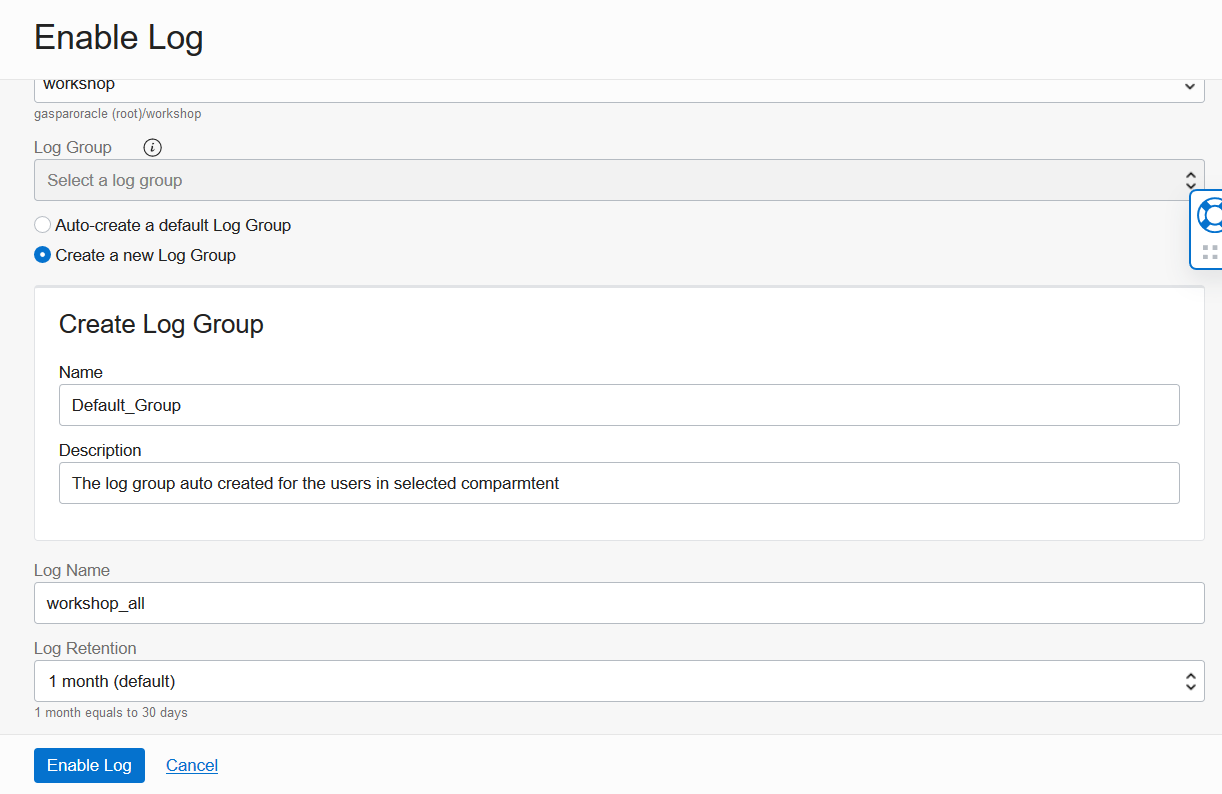 Enable Log
workshop
gasparoracle (root)/workshop
Log Group
Select a log group
Auto-create a default Log Group
Create a new Log Group
Create Log Group
Name
Default_Group
Description
The log group auto created for the users in selected comparmtent
Log Name
workshop_all
Log Retention
1 month (default)
1 month equals to 30 days
Enable Log Cancel